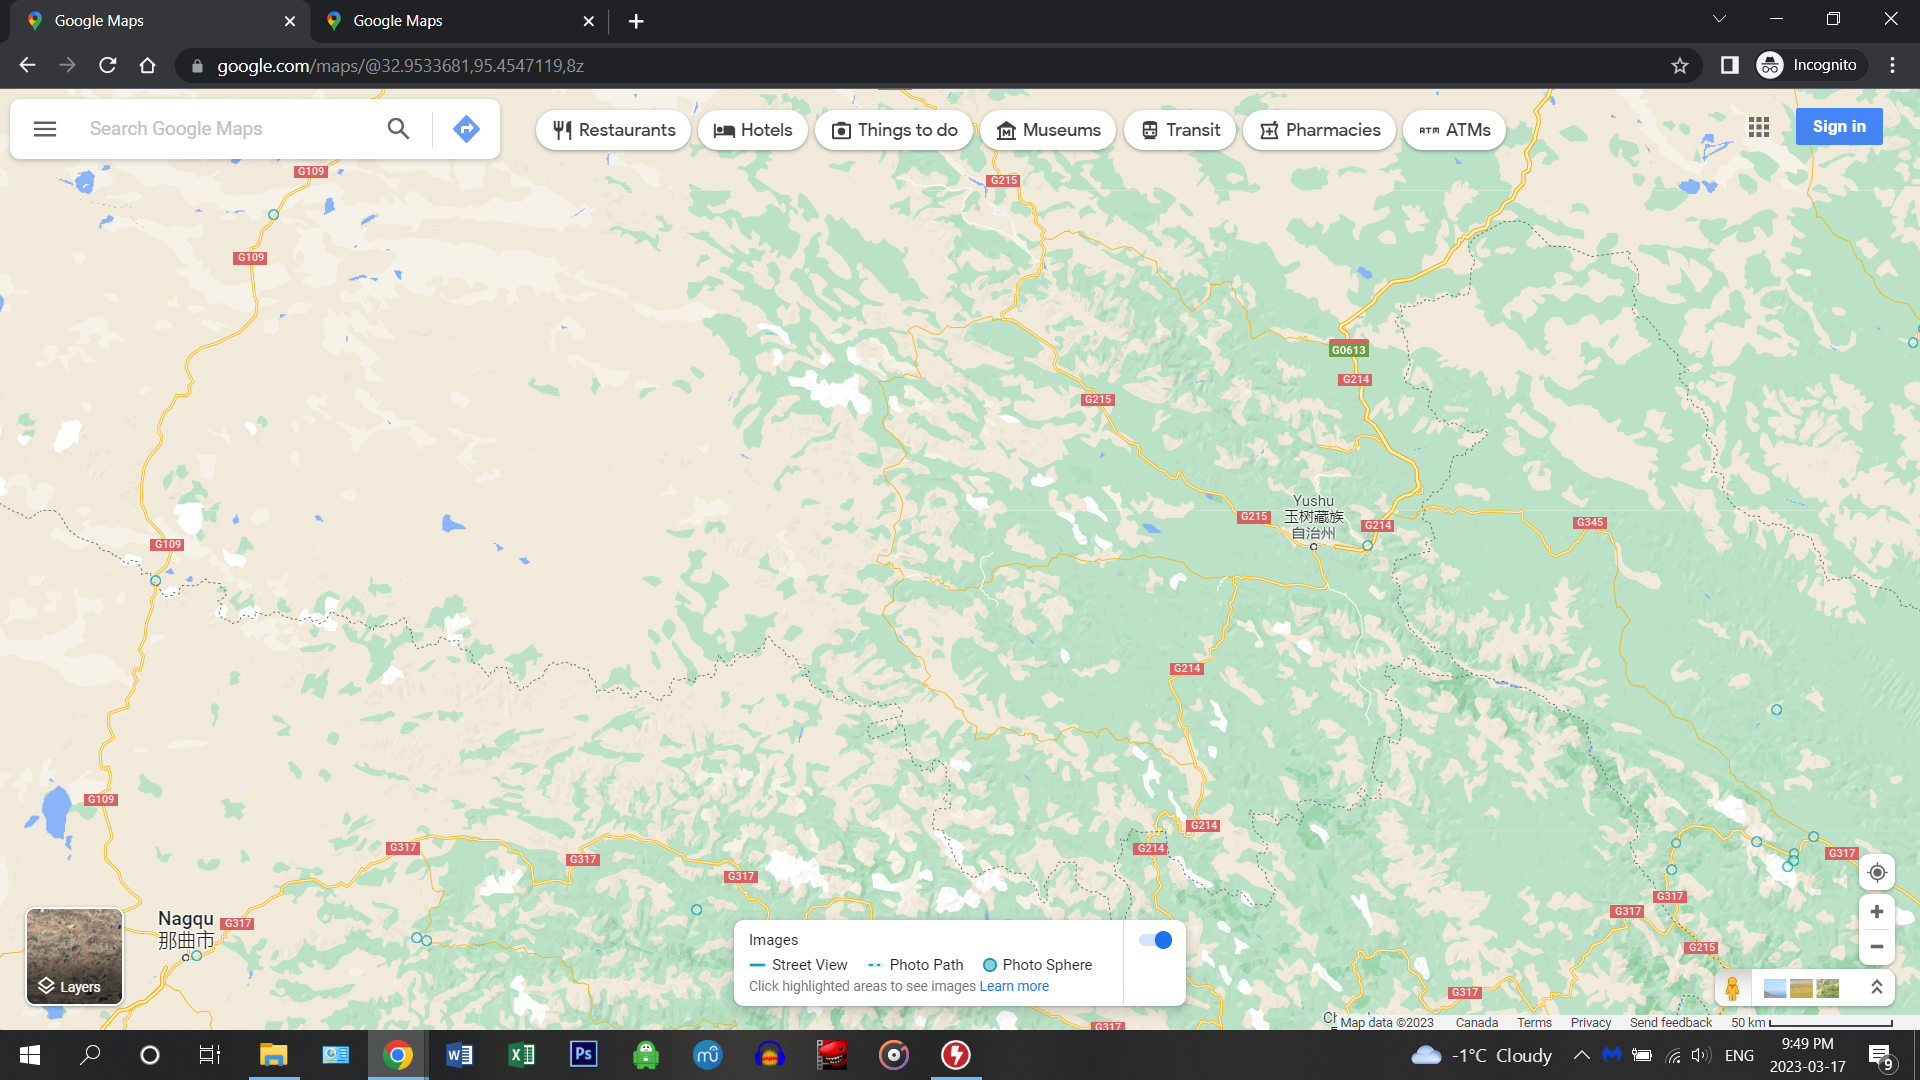 Google Maps
Google Maps
google.com/maps/@32.9533681,95.4547119,8z
Incognito
Search Google Maps
Restaurants
Hotels
Things to do
Museums
Transit
Pharmacies
ATM
ATMs
Sign in
G109
G215
G109
G0613
G214
G215
Yushu
玉树藏族
自治州
G215
G214
G345
G109
G214
G109
G214
G214
G317
G317
G317
G317
G317
G317
G215
Nagqu
那曲市
G317
G317
G317
Layers
Images
Street View
Photo Path
Photo Sphere
Click highlighted areas to see images Learn more
Map data ©2023
Canada
Terms
Privacy
Send feedback
50 km
-1°C Cloudy
ENG
9:49 PM
2023-03-17
9
Ps